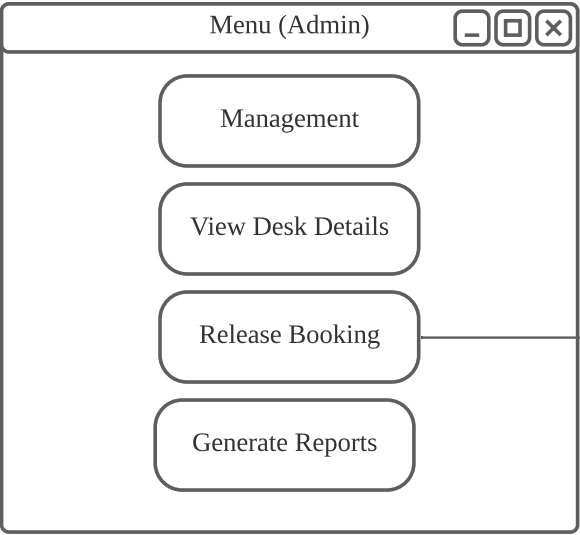 Menu (Admin)
Management
View Desk Details
Release Booking
Generate Reports